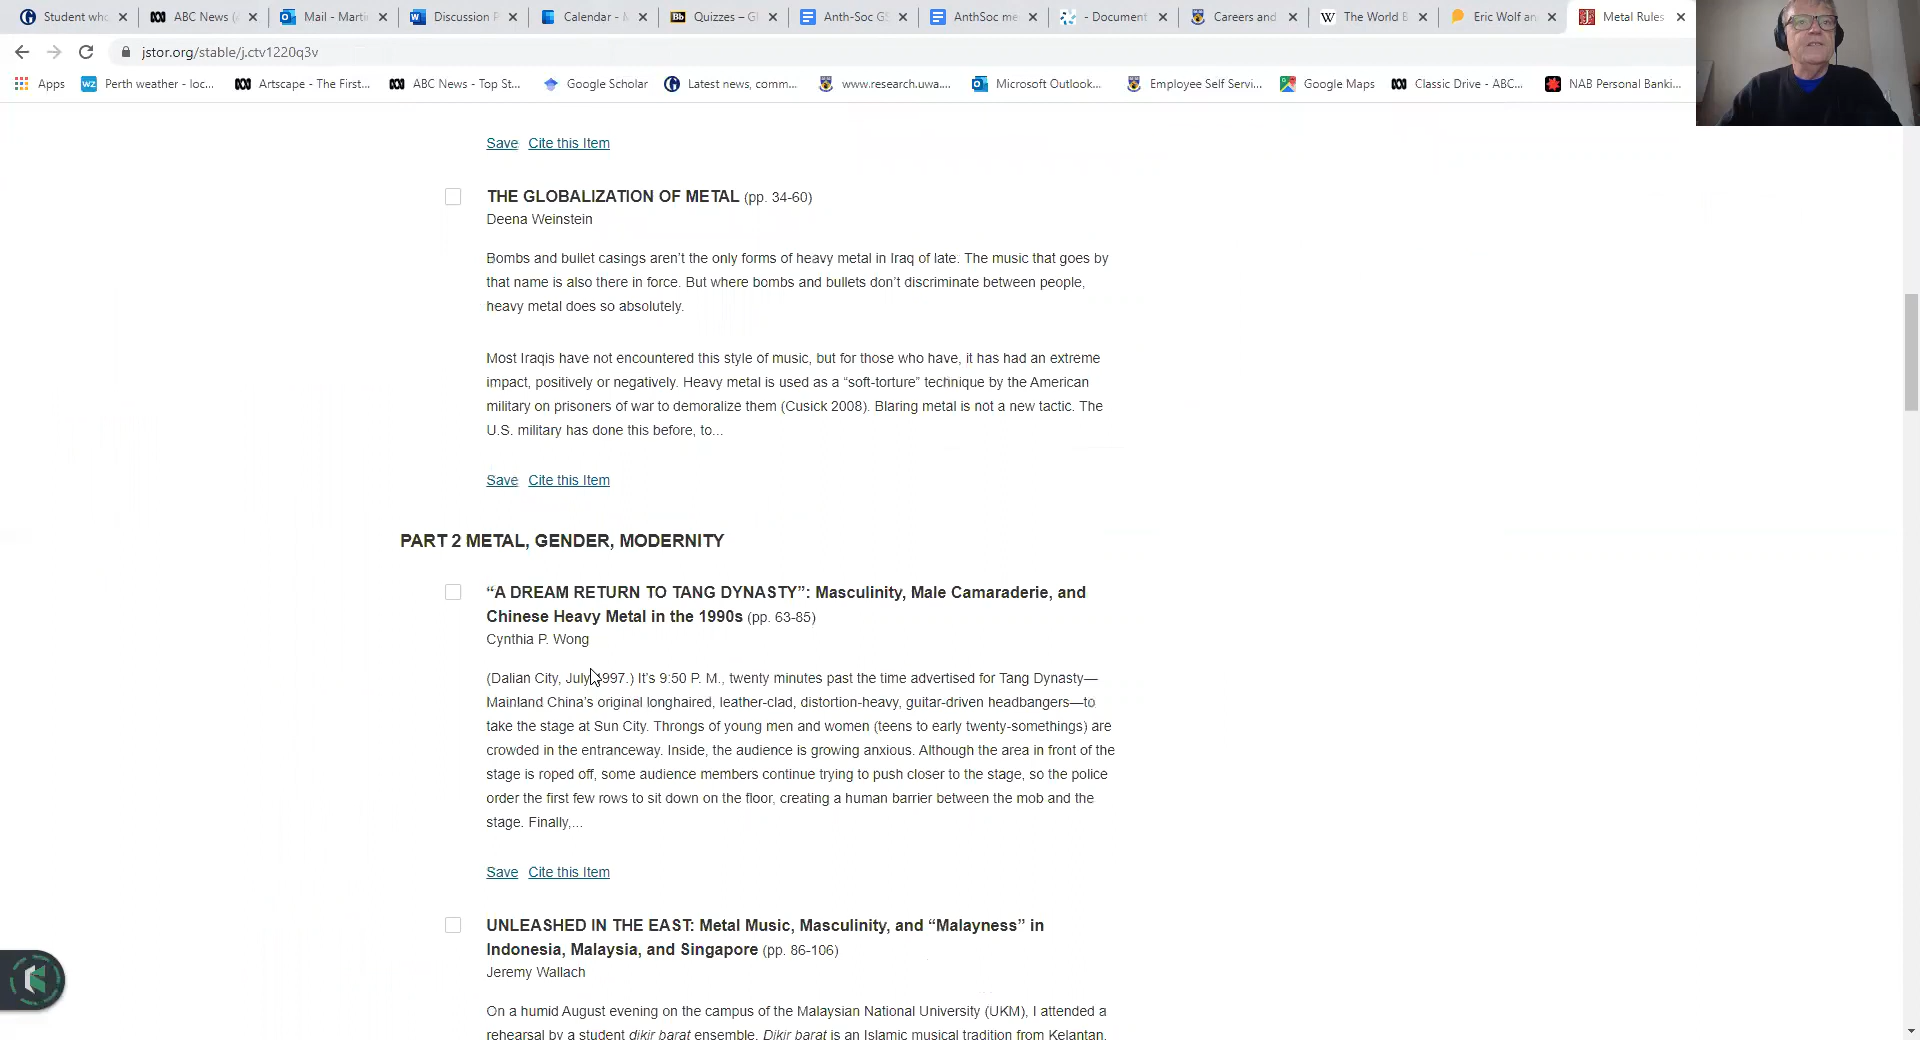 Student who
ABC News (A
Mail - Marti
Discussion P
Calendar - M
Quizzes – G
Anth-Soc GS
AnthSoc me
- Document
Careers and
The World B
Eric Wolf an
Metal Rules
jstor.org/stable/j.ctv1220q3v
Apps
Perth weather - loc...
Artscape - The First...
ABC News - Top St...
Google Scholar
Latest news, comm...
www.research.uwa....
Microsoft Outlook...
Employee Self Servi...
Google Maps
Classic Drive - ABC...
NAB Personal Banki...
Save Cite this Item
THE GLOBALIZATION OF METAL (pp. 34-60)
Deena Weinstein
Bombs and bullet casings aren’t the only forms of heavy metal in Iraq of late. The music that goes by
that name is also there in force. But where bombs and bullets don’t discriminate between people,
heavy metal does so absolutely.
Most Iraqis have not encountered this style of music, but for those who have, it has had an extreme
impact, positively or negatively. Heavy metal is used as a “soft-torture” technique by the American
military on prisoners of war to demoralize them (Cusick 2008). Blaring metal is not a new tactic. The
U.S. military has done this before, to...
Save Cite this Item
PART 2 METAL, GENDER, MODERNITY
“A DREAM RETURN TO TANG DYNASTY”: Masculinity, Male Camaraderie, and
Chinese Heavy Metal in the 1990s (pp. 63-85)
Cynthia P. Wong
(Dalian City, July 1997.) It’s 9:50 P. M., twenty minutes past the time advertised for Tang Dynasty—
Mainland China’s original longhaired, leather-clad, distortion-heavy, guitar-driven headbangers—to
take the stage at Sun City. Throngs of young men and women (teens to early twenty-somethings) are
crowded in the entranceway. Inside, the audience is growing anxious. Although the area in front of the
stage is roped off, some audience members continue trying to push closer to the stage, so the police
order the first few rows to sit down on the floor, creating a human barrier between the mob and the
stage. Finally,...
Save Cite this Item
UNLEASHED IN THE EAST: Metal Music, Masculinity, and “Malayness” in
Indonesia, Malaysia, and Singapore (pp. 86-106)
Jeremy Wallach
On a humid August evening on the campus of the Malaysian National University (UKM), I attended a
rehearsal by a student dikir barat ensemble. Dikir barat is an Islamic musical tradition from Kelantan,